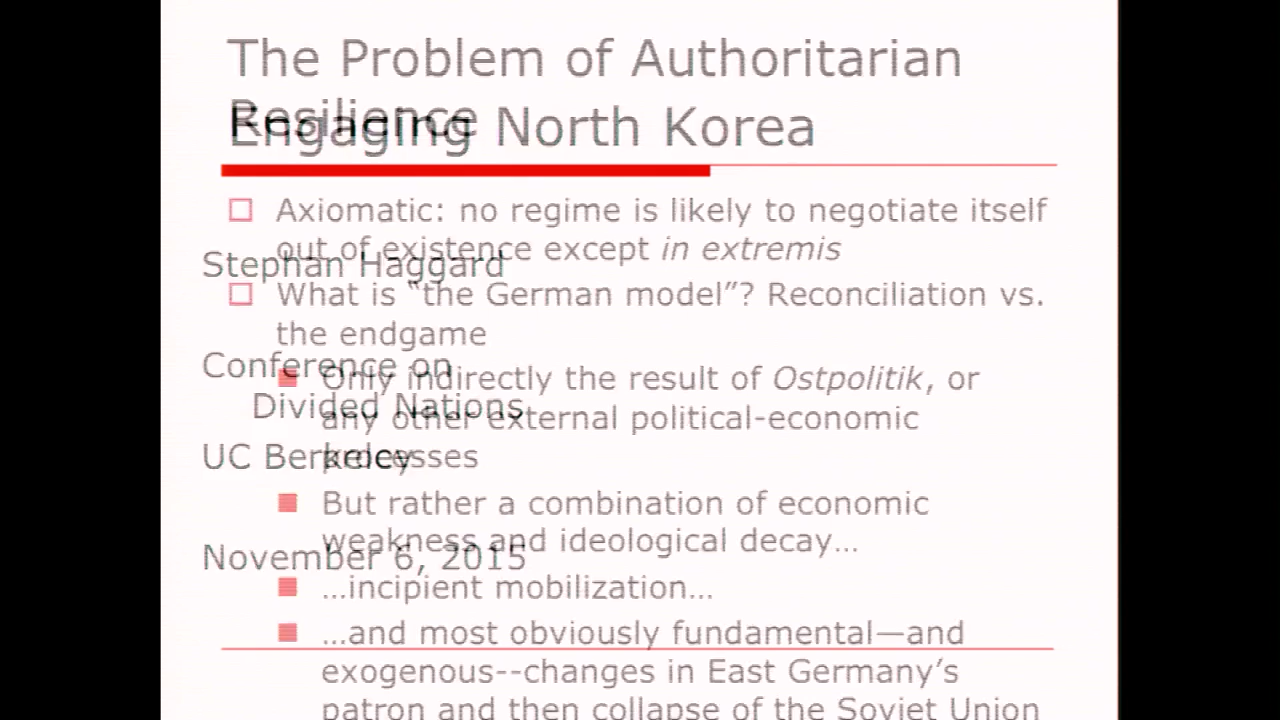 The Problem of Authoritarian
Resilience
Engaging North Korea
Axiomatic: no regime is likely to negotiate itself
out of existence except in extremis
Stephan Haggard
What is “the German model”? Reconciliation vs.
the endgame
Conference on
Only indirectly the result of Ostpolitik, or
Divided Nations
any other external political-economic
UC Berkeley
processes
But rather a combination of economic
weakness and ideological decay…
November 6, 2015
…incipient mobilization…
…and most obviously fundamental—and
exogenous--changes in East Germany’s
patron and then collapse of the Soviet Union